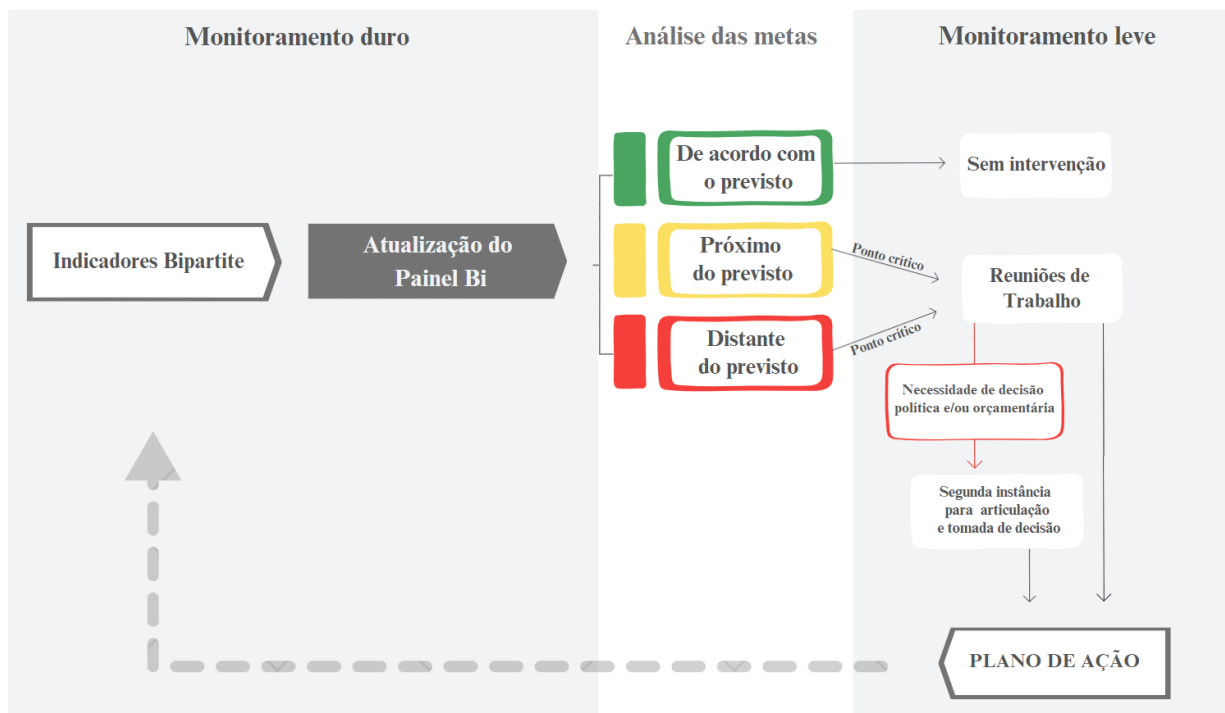 Monitoramento duro
Análise das metas
Monitoramento leve
De acordo com
o previsto
Sem intervenção
Indicadores Bipartite
Atualização do
Painel Bi
Próximo
do previsto
Ponto crítico
Reuniões de
Trabalho
Distante
do previsto
Ponto crítico
Necessidade de decisão
política e/ou orçamentária
Segunda instância
para articulação
e tomada de decisão
PLANO DE AÇÃO